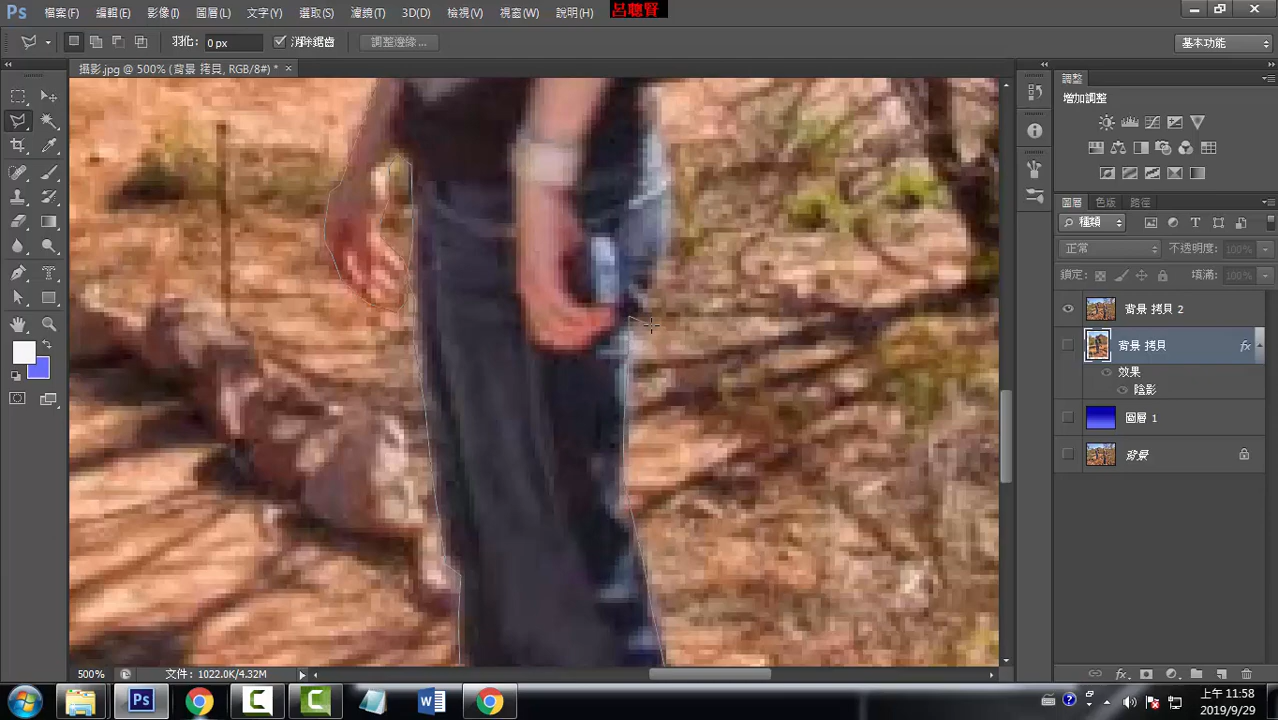 Ps 檔案(F) 編輯(E) 影像(I) 圖層(L) 文字(Y) 選取(S) 濾鏡(T) 3D(D) 檢視(V) 視窗(W) 說明(H) 呂聰賢
羽化: 0 px 消除鋸齒 調整邊緣... 基本功能
攝影.jpg @ 500% (背景 拷貝, RGB/8#) * ×
調整
增加調整
圖層 色版 路徑
種類
正常 不透明度: 100%
鎖定: 填滿: 100%
背景 拷貝 2
背景 拷貝 fx
效果
陰影
圖層 1
背景
500% 文件: 1022.0K/4.32M
fx
Ps
上午 11:58
2019/9/29